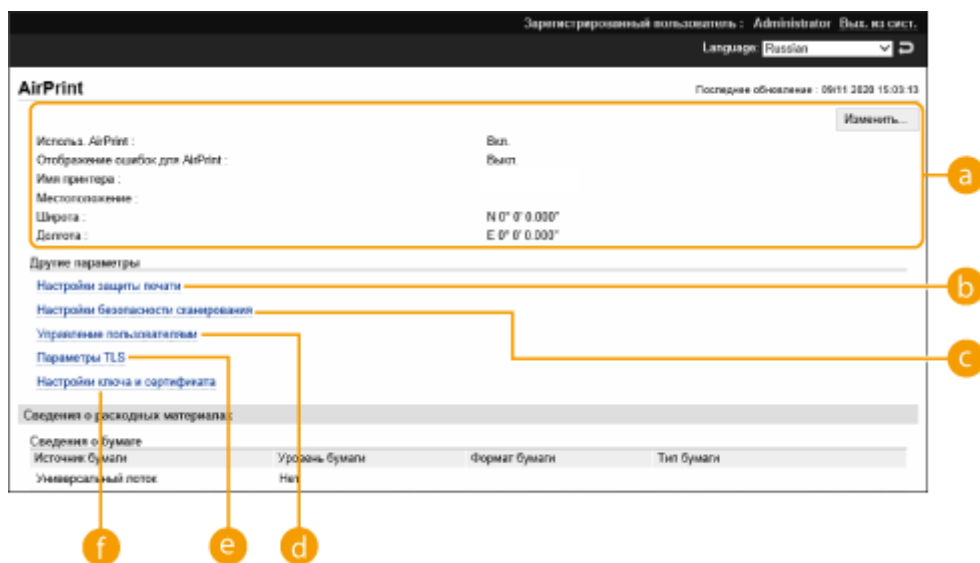 Зарегистрированный пользователь : Administrator Вых. из сист.
Language: Russian
AirPrint
Последнее обновление : 09/11 2020 15:03:13
Изменить...
Использ. AirPrint : Вкл.
Отображение ошибок для AirPrint : Выкл.
Имя принтера :
Местоположение :
Широта : N 0° 0' 0.000"
Долгота : E 0° 0' 0.000"
a
Другие параметры
Настройки защиты печати
b
Настройки безопасности сканирования
Управление пользователями
Параметры TLS
c
Настройки ключа и сертификата
Сведения о расходных материалах
Сведения о бумаге
Источник бумаги Уровень бумаги Формат бумаги Тип бумаги
Универсальный лоток Нет
f e d